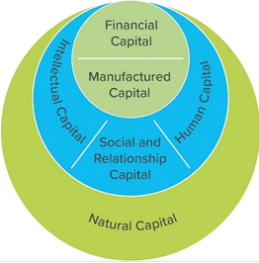 Financial
Capital
Manufactured
Capital
Intellectual Capital
Human Capital
Social and
Relationship
Capital
Natural Capital